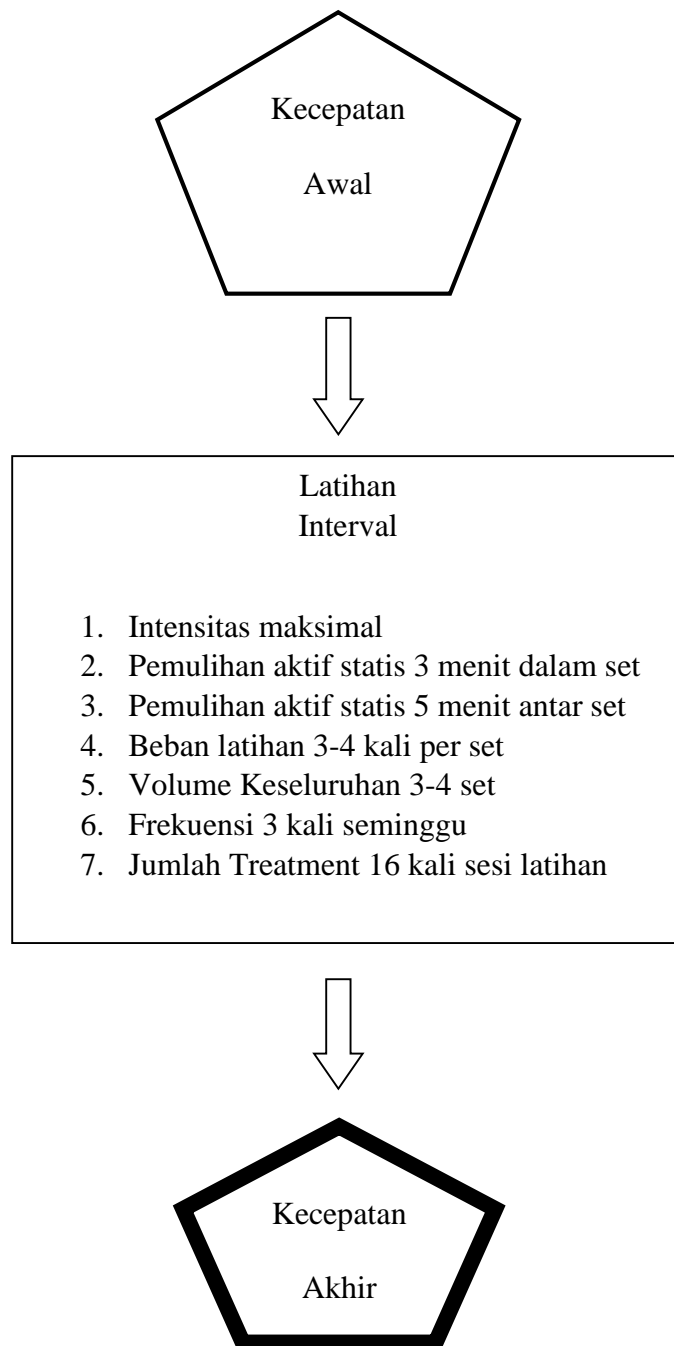 Kecepatan
Awal
Latihan
Interval
1. Intensitas maksimal
2. Pemulihan aktif statis 3 menit dalam set
3. Pemulihan aktif statis 5 menit antar set
4. Beban latihan 3-4 kali per set
5. Volume Keseluruhan 3-4 set
6. Frekuensi 3 kali seminggu
7. Jumlah Treatment 16 kali sesi latihan
Kecepatan
Akhir